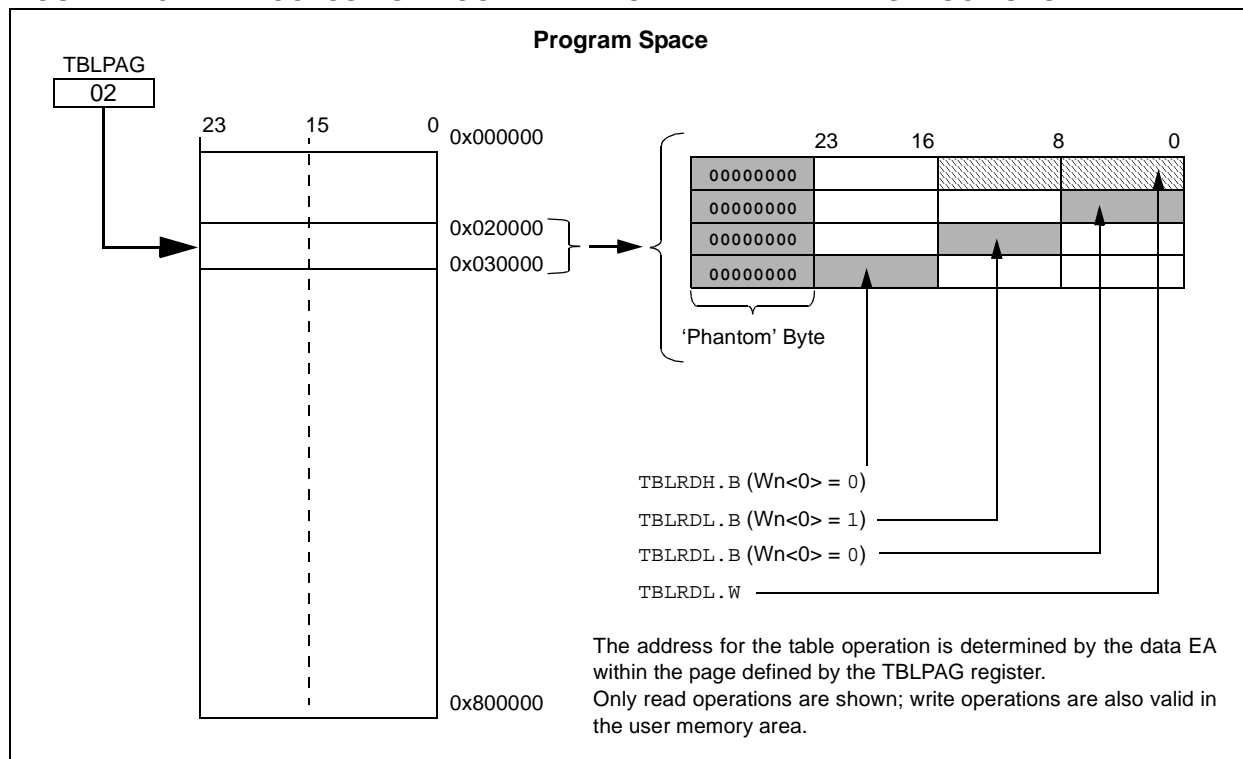 Program Space
TBLPAG
02
23 15 0
0x000000
0x020000
0x030000
0x800000
23 16 8 0
00000000
00000000
00000000
00000000
‘Phantom’ Byte
TBLRDH.B (Wn<0> = 0)
TBLRDL.B (Wn<0> = 1)
TBLRDL.B (Wn<0> = 0)
TBLRDL.W
The address for the table operation is determined by the data EA
within the page defined by the TBLPAG register.
Only read operations are shown; write operations are also valid in
the user memory area.